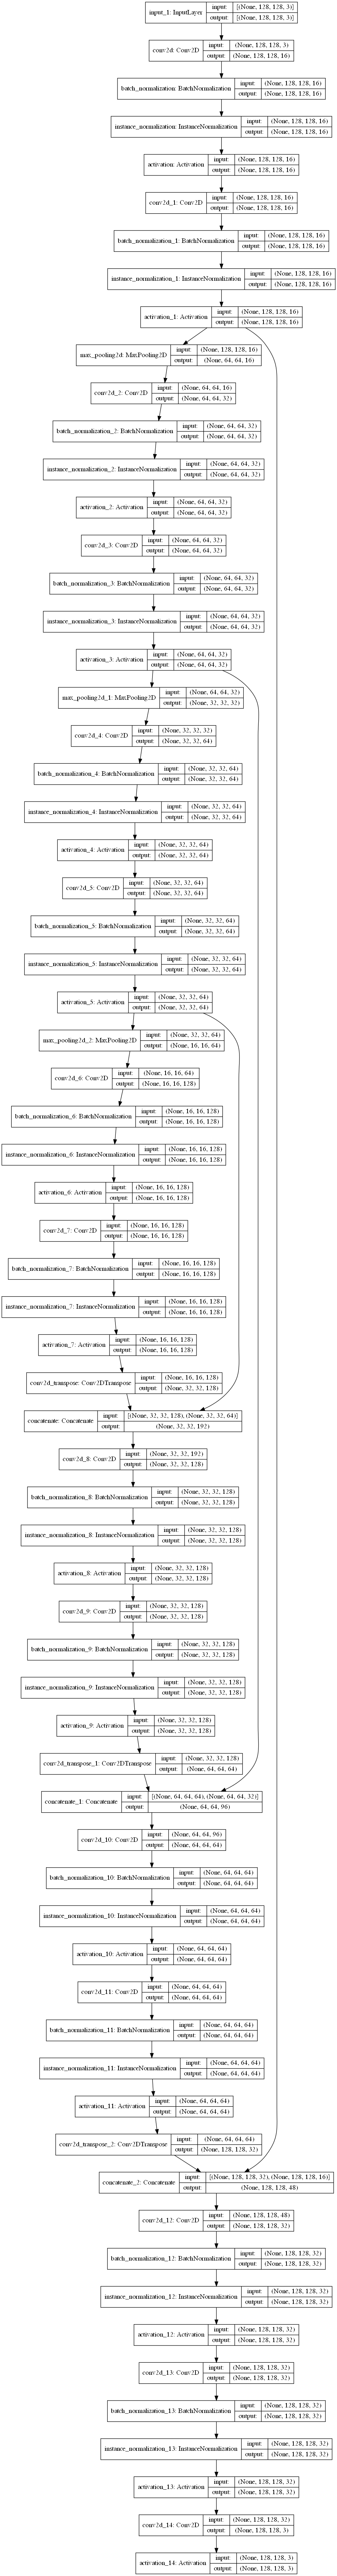 input_1: InputLayer
input: [(None, 128, 128, 3)]
output: [(None, 128, 128, 3)]
conv2d: Conv2D
input: (None, 128, 128, 3)
output: (None, 128, 128, 16)
batch_normalization: BatchNormalization
input: (None, 128, 128, 16)
output: (None, 128, 128, 16)
instance_normalization: InstanceNormalization
input: (None, 128, 128, 16)
output: (None, 128, 128, 16)
activation: Activation
input: (None, 128, 128, 16)
output: (None, 128, 128, 16)
conv2d_1: Conv2D
input: (None, 128, 128, 16)
output: (None, 128, 128, 16)
batch_normalization_1: BatchNormalization
input: (None, 128, 128, 16)
output: (None, 128, 128, 16)
instance_normalization_1: InstanceNormalization
input: (None, 128, 128, 16)
output: (None, 128, 128, 16)
activation_1: Activation
input: (None, 128, 128, 16)
output: (None, 128, 128, 16)
max_pooling2d: MaxPooling2D
input: (None, 128, 128, 16)
output: (None, 64, 64, 16)
conv2d_2: Conv2D
input: (None, 64, 64, 16)
output: (None, 64, 64, 32)
batch_normalization_2: BatchNormalization
input: (None, 64, 64, 32)
output: (None, 64, 64, 32)
instance_normalization_2: InstanceNormalization
input: (None, 64, 64, 32)
output: (None, 64, 64, 32)
activation_2: Activation
input: (None, 64, 64, 32)
output: (None, 64, 64, 32)
conv2d_3: Conv2D
input: (None, 64, 64, 32)
output: (None, 64, 64, 32)
batch_normalization_3: BatchNormalization
input: (None, 64, 64, 32)
output: (None, 64, 64, 32)
instance_normalization_3: InstanceNormalization
input: (None, 64, 64, 32)
output: (None, 64, 64, 32)
activation_3: Activation
input: (None, 64, 64, 32)
output: (None, 64, 64, 32)
max_pooling2d_1: MaxPooling2D
input: (None, 64, 64, 32)
output: (None, 32, 32, 32)
conv2d_4: Conv2D
input: (None, 32, 32, 32)
output: (None, 32, 32, 64)
batch_normalization_4: BatchNormalization
input: (None, 32, 32, 64)
output: (None, 32, 32, 64)
instance_normalization_4: InstanceNormalization
input: (None, 32, 32, 64)
output: (None, 32, 32, 64)
activation_4: Activation
input: (None, 32, 32, 64)
output: (None, 32, 32, 64)
conv2d_5: Conv2D
input: (None, 32, 32, 64)
output: (None, 32, 32, 64)
batch_normalization_5: BatchNormalization
input: (None, 32, 32, 64)
output: (None, 32, 32, 64)
instance_normalization_5: InstanceNormalization
input: (None, 32, 32, 64)
output: (None, 32, 32, 64)
activation_5: Activation
input: (None, 32, 32, 64)
output: (None, 32, 32, 64)
max_pooling2d_2: MaxPooling2D
input: (None, 32, 32, 64)
output: (None, 16, 16, 64)
conv2d_6: Conv2D
input: (None, 16, 16, 64)
output: (None, 16, 16, 128)
batch_normalization_6: BatchNormalization
input: (None, 16, 16, 128)
output: (None, 16, 16, 128)
instance_normalization_6: InstanceNormalization
input: (None, 16, 16, 128)
output: (None, 16, 16, 128)
activation_6: Activation
input: (None, 16, 16, 128)
output: (None, 16, 16, 128)
conv2d_7: Conv2D
input: (None, 16, 16, 128)
output: (None, 16, 16, 128)
batch_normalization_7: BatchNormalization
input: (None, 16, 16, 128)
output: (None, 16, 16, 128)
instance_normalization_7: InstanceNormalization
input: (None, 16, 16, 128)
output: (None, 16, 16, 128)
activation_7: Activation
input: (None, 16, 16, 128)
output: (None, 16, 16, 128)
conv2d_transpose: Conv2DTranspose
input: (None, 16, 16, 128)
output: (None, 32, 32, 128)
concatenate: Concatenate
input: [(None, 32, 32, 128), (None, 32, 32, 64)]
output: (None, 32, 32, 192)
conv2d_8: Conv2D
input: (None, 32, 32, 192)
output: (None, 32, 32, 128)
batch_normalization_8: BatchNormalization
input: (None, 32, 32, 128)
output: (None, 32, 32, 128)
instance_normalization_8: InstanceNormalization
input: (None, 32, 32, 128)
output: (None, 32, 32, 128)
activation_8: Activation
input: (None, 32, 32, 128)
output: (None, 32, 32, 128)
conv2d_9: Conv2D
input: (None, 32, 32, 128)
output: (None, 32, 32, 128)
batch_normalization_9: BatchNormalization
input: (None, 32, 32, 128)
output: (None, 32, 32, 128)
instance_normalization_9: InstanceNormalization
input: (None, 32, 32, 128)
output: (None, 32, 32, 128)
activation_9: Activation
input: (None, 32, 32, 128)
output: (None, 32, 32, 128)
conv2d_transpose_1: Conv2DTranspose
input: (None, 32, 32, 128)
output: (None, 64, 64, 64)
concatenate_1: Concatenate
input: [(None, 64, 64, 64), (None, 64, 64, 32)]
output: (None, 64, 64, 96)
conv2d_10: Conv2D
input: (None, 64, 64, 96)
output: (None, 64, 64, 64)
batch_normalization_10: BatchNormalization
input: (None, 64, 64, 64)
output: (None, 64, 64, 64)
instance_normalization_10: InstanceNormalization
input: (None, 64, 64, 64)
output: (None, 64, 64, 64)
activation_10: Activation
input: (None, 64, 64, 64)
output: (None, 64, 64, 64)
conv2d_11: Conv2D
input: (None, 64, 64, 64)
output: (None, 64, 64, 64)
batch_normalization_11: BatchNormalization
input: (None, 64, 64, 64)
output: (None, 64, 64, 64)
instance_normalization_11: InstanceNormalization
input: (None, 64, 64, 64)
output: (None, 64, 64, 64)
activation_11: Activation
input: (None, 64, 64, 64)
output: (None, 64, 64, 64)
conv2d_transpose_2: Conv2DTranspose
input: (None, 64, 64, 64)
output: (None, 128, 128, 32)
concatenate_2: Concatenate
input: [(None, 128, 128, 32), (None, 128, 128, 16)]
output: (None, 128, 128, 48)
conv2d_12: Conv2D
input: (None, 128, 128, 48)
output: (None, 128, 128, 32)
batch_normalization_12: BatchNormalization
input: (None, 128, 128, 32)
output: (None, 128, 128, 32)
instance_normalization_12: InstanceNormalization
input: (None, 128, 128, 32)
output: (None, 128, 128, 32)
activation_12: Activation
input: (None, 128, 128, 32)
output: (None, 128, 128, 32)
conv2d_13: Conv2D
input: (None, 128, 128, 32)
output: (None, 128, 128, 32)
batch_normalization_13: BatchNormalization
input: (None, 128, 128, 32)
output: (None, 128, 128, 32)
instance_normalization_13: InstanceNormalization
input: (None, 128, 128, 32)
output: (None, 128, 128, 32)
activation_13: Activation
input: (None, 128, 128, 32)
output: (None, 128, 128, 32)
conv2d_14: Conv2D
input: (None, 128, 128, 32)
output: (None, 128, 128, 3)
activation_14: Activation
input: (None, 128, 128, 3)
output: (None, 128, 128, 3)